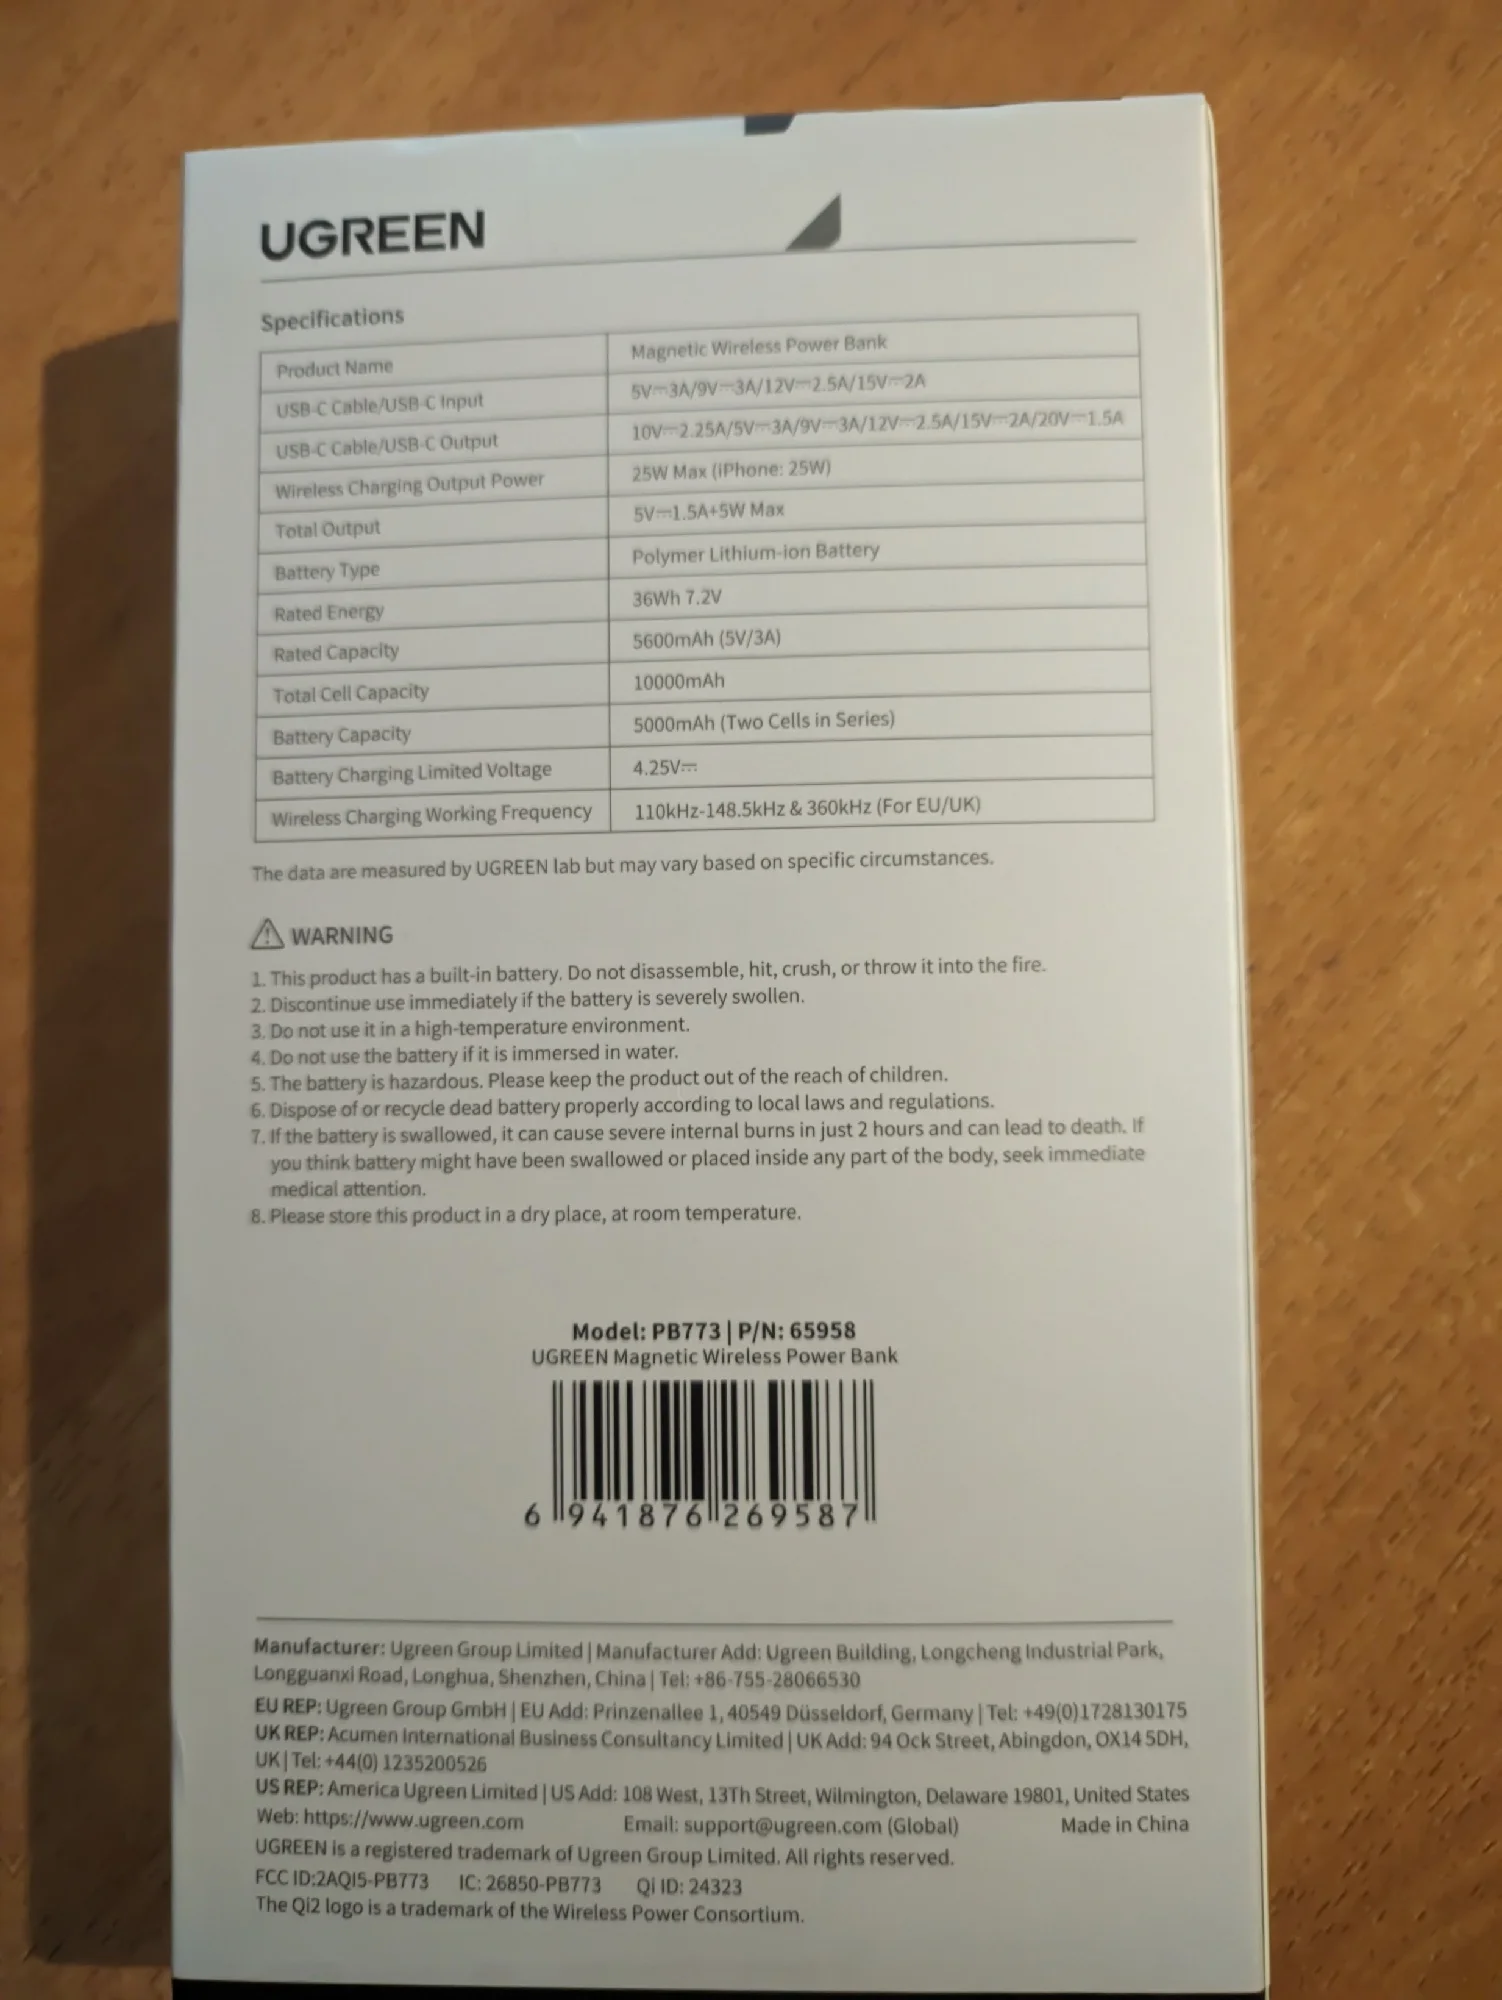 UGREEN
Specifications
Product Name Magnetic Wireless Power Bank
USB-C Cable/USB-C Input 5V⎓3A/9V⎓3A/12V⎓2.5A/15V⎓2A
USB-C Cable/USB-C Output 10V⎓2.25A/5V⎓3A/9V⎓3A/12V⎓2.5A/15V⎓2A/20V⎓1.5A
Wireless Charging Output Power 25W Max (iPhone: 25W)
Total Output 5V⎓1.5A+5W Max
Battery Type Polymer Lithium-ion Battery
Rated Energy 36Wh 7.2V
Rated Capacity 5600mAh (5V/3A)
Total Cell Capacity 10000mAh
Battery Capacity 5000mAh (Two Cells in Series)
Battery Charging Limited Voltage 4.25V⎓
Wireless Charging Working Frequency 110kHz-148.5kHz & 360kHz (For EU/UK)
The data are measured by UGREEN lab but may vary based on specific circumstances.
⚠ WARNING
1. This product has a built-in battery. Do not disassemble, hit, crush, or throw it into the fire.
2. Discontinue use immediately if the battery is severely swollen.
3. Do not use it in a high-temperature environment.
4. Do not use the battery if it is immersed in water.
5. The battery is hazardous. Please keep the product out of the reach of children.
6. Dispose of or recycle dead battery properly according to local laws and regulations.
7. If the battery is swallowed, it can cause severe internal burns in just 2 hours and can lead to death. If
you think battery might have been swallowed or placed inside any part of the body, seek immediate
medical attention.
8. Please store this product in a dry place, at room temperature.
Model: PB773 | P/N: 65958
UGREEN Magnetic Wireless Power Bank
6 941876 269587
Manufacturer: Ugreen Group Limited | Manufacturer Add: Ugreen Building, Longcheng Industrial Park,
Longguanxi Road, Longhua, Shenzhen, China | Tel: +86-755-28066530
EU REP: Ugreen Group GmbH | EU Add: Prinzenallee 1, 40549 Düsseldorf, Germany | Tel: +49(0)1728130175
UK REP: Acumen International Business Consultancy Limited | UK Add: 94 Ock Street, Abingdon, OX14 5DH,
UK | Tel: +44(0) 1235200526
US REP: America Ugreen Limited | US Add: 108 West, 13Th Street, Wilmington, Delaware 19801, United States
Web: https://www.ugreen.com Email: support@ugreen.com (Global) Made in China
UGREEN is a registered trademark of Ugreen Group Limited. All rights reserved.
FCC ID:2AQI5-PB773 IC: 26850-PB773 Qi ID: 24323
The Qi2 logo is a trademark of the Wireless Power Consortium.